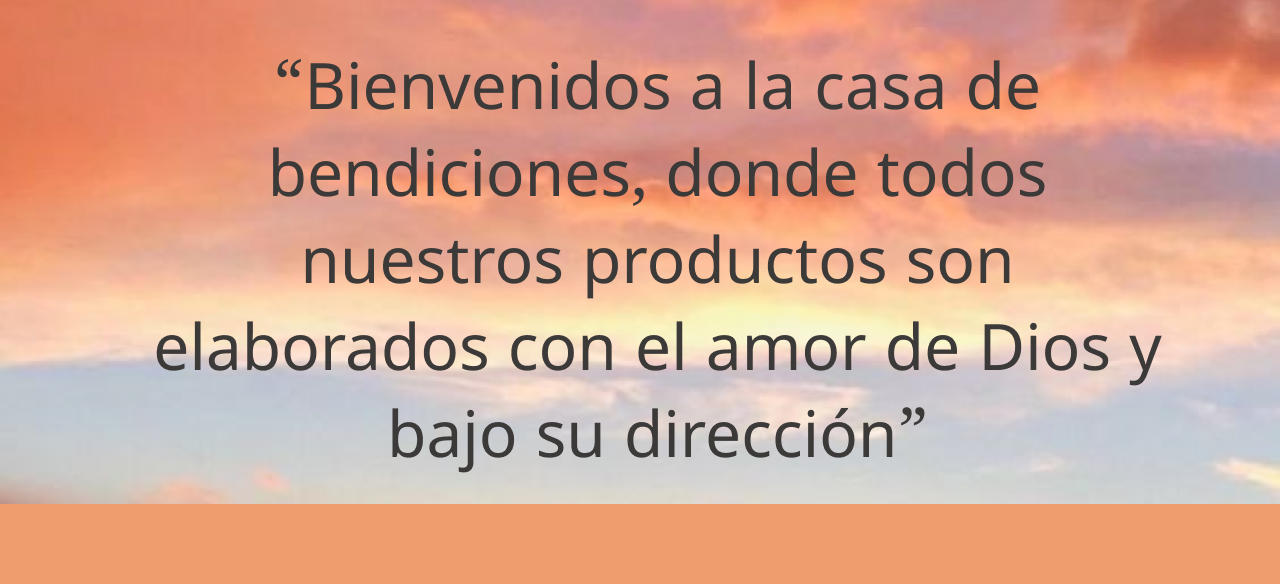 “Bienvenidos a la casa de
bendiciones, donde todos
nuestros productos son
elaborados con el amor de Dios y
bajo su dirección”